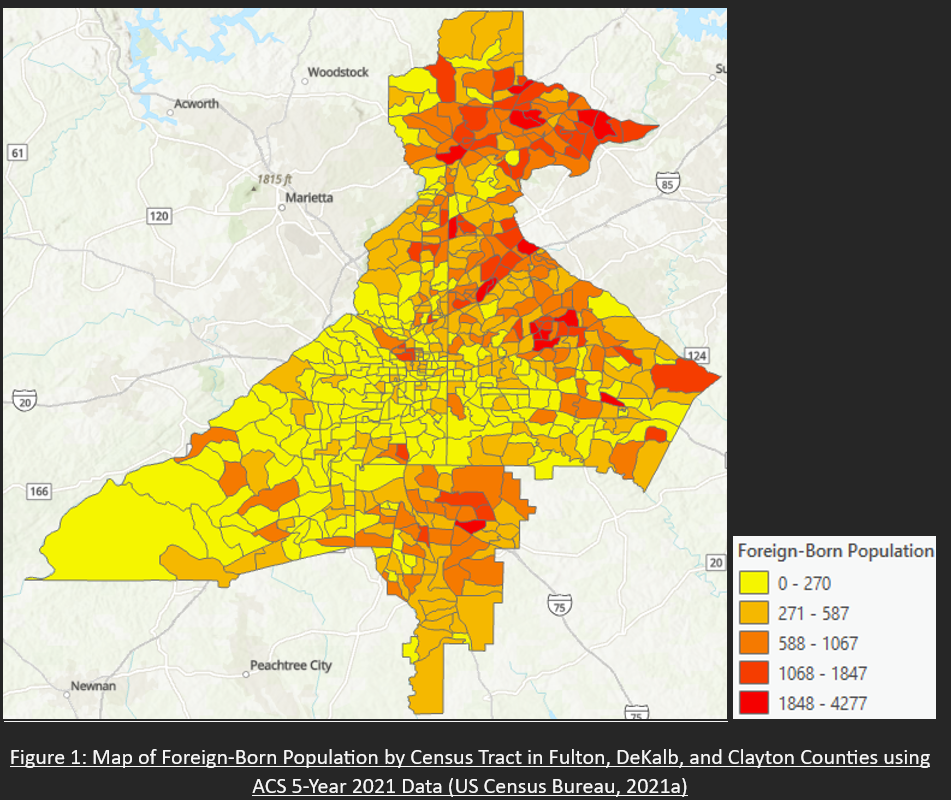 Woodstock
Su
Acworth
61
1815 ft
85
Marietta
120
124
20
166
20
75
Peachtree City
Newnan
75
Foreign-Born Population
0 - 270
271 - 587
588 - 1067
1068 - 1847
1848 - 4277
Figure 1: Map of Foreign-Born Population by Census Tract in Fulton, DeKalb, and Clayton Counties using
ACS 5-Year 2021 Data (US Census Bureau, 2021a)